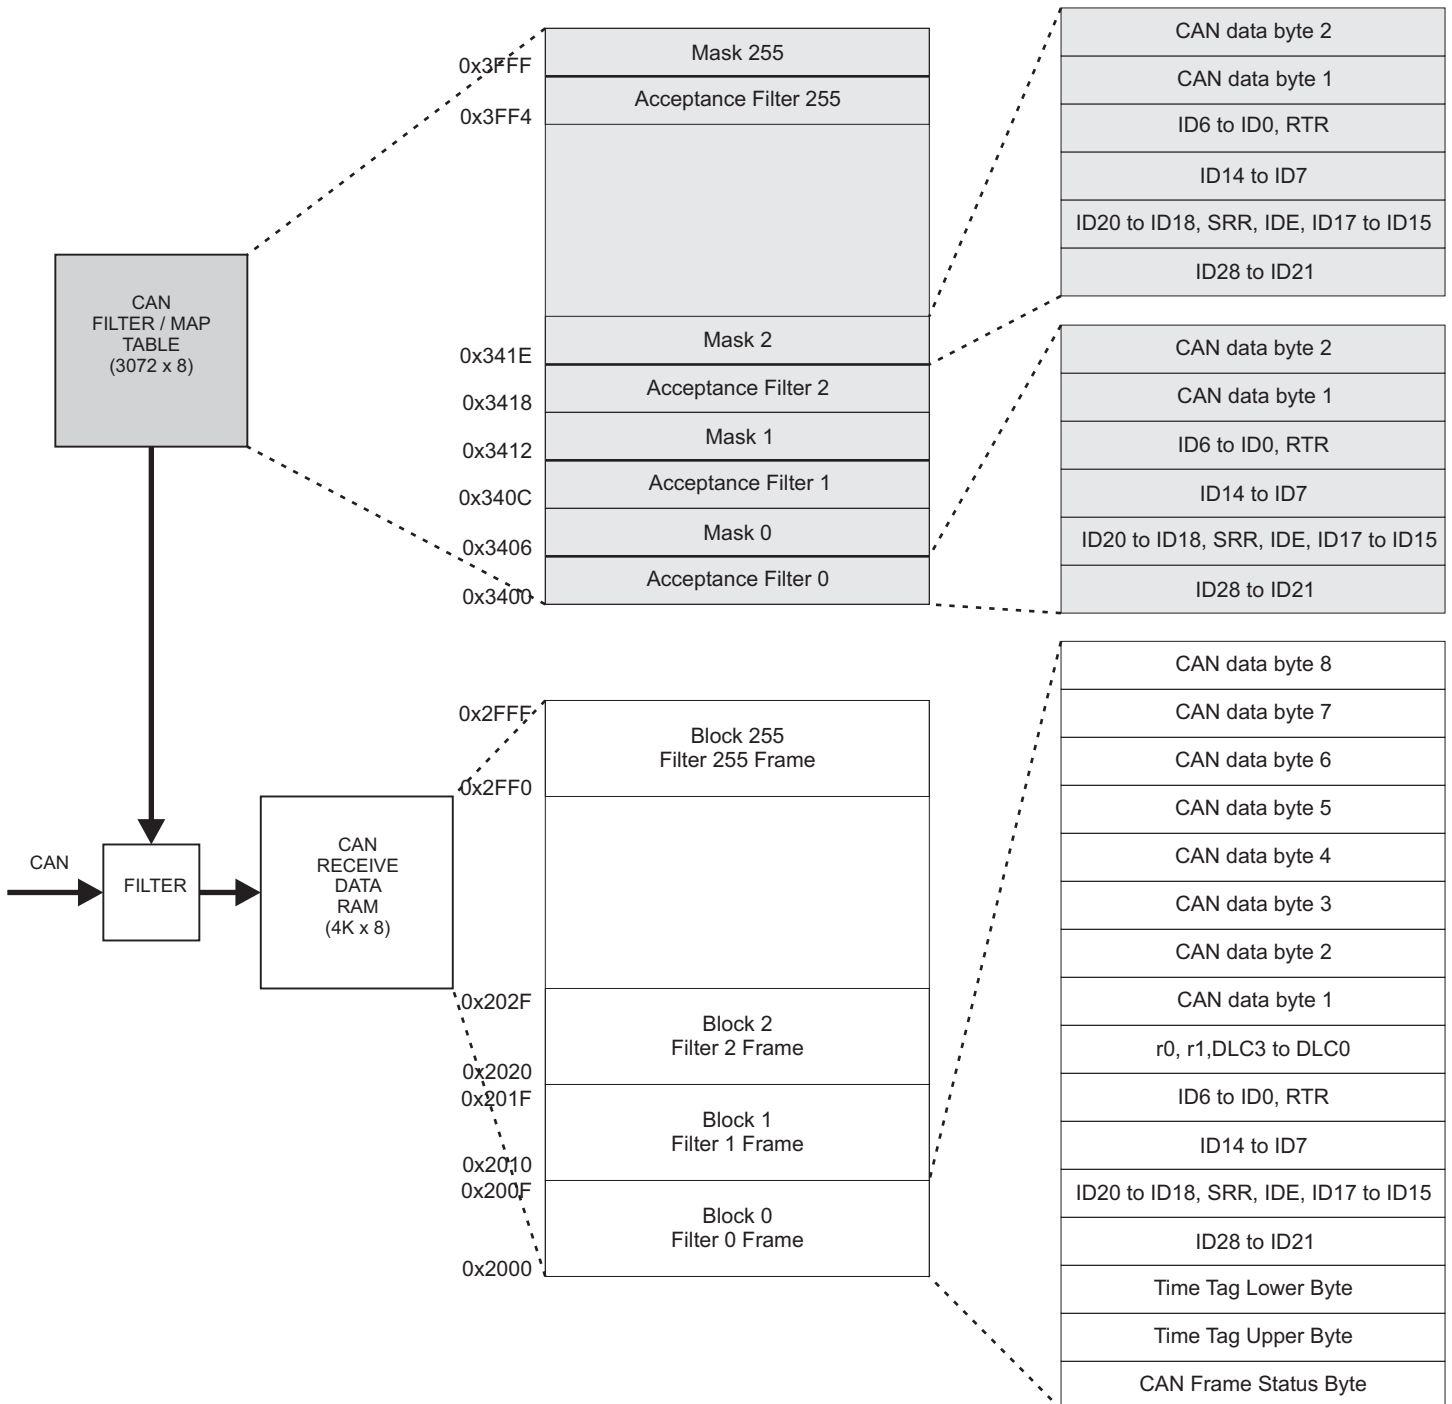 0x3FFF
Mask 255
Acceptance Filter 255
0x3FF4
Mask 2
0x341E
Acceptance Filter 2
0x3418
Mask 1
0x3412
Acceptance Filter 1
0x340C
Mask 0
0x3406
Acceptance Filter 0
0x3400
CAN data byte 2
CAN data byte 1
ID6 to ID0, RTR
ID14 to ID7
ID20 to ID18, SRR, IDE, ID17 to ID15
ID28 to ID21
CAN data byte 2
CAN data byte 1
ID6 to ID0, RTR
ID14 to ID7
ID20 to ID18, SRR, IDE, ID17 to ID15
ID28 to ID21
CAN
FILTER / MAP
TABLE
(3072 x 8)
CAN
FILTER
CAN
RECEIVE
DATA
RAM
(4K x 8)
0x2FFF
Block 255
Filter 255 Frame
0x2FF0
0x202F
Block 2
Filter 2 Frame
0x2020
0x201F
Block 1
Filter 1 Frame
0x2010
0x200F
Block 0
Filter 0 Frame
0x2000
CAN data byte 8
CAN data byte 7
CAN data byte 6
CAN data byte 5
CAN data byte 4
CAN data byte 3
CAN data byte 2
CAN data byte 1
r0, r1,DLC3 to DLC0
ID6 to ID0, RTR
ID14 to ID7
ID20 to ID18, SRR, IDE, ID17 to ID15
ID28 to ID21
Time Tag Lower Byte
Time Tag Upper Byte
CAN Frame Status Byte